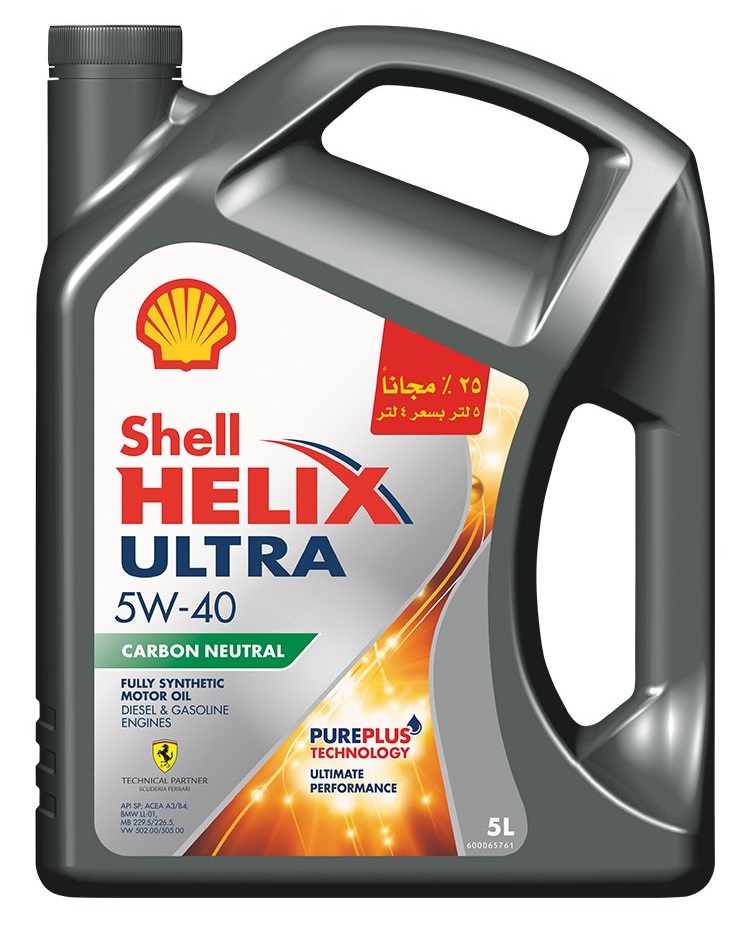 ٢٥ ٪ مجاناً
٥ لتر بسعر ٤ لتر
Shell
HELIX
ULTRA
5W-40
CARBON NEUTRAL
FULLY SYNTHETIC
MOTOR OIL
DIESEL & GASOLINE
ENGINES
TECHNICAL PARTNER
SCUDERIA FERRARI
API SP; ACEA A3/B4;
BMW LL-01,
MB 229.5/226.5,
VW 502.00/505.00
PUREPLUS
TECHNOLOGY
ULTIMATE
PERFORMANCE
5L
600065761